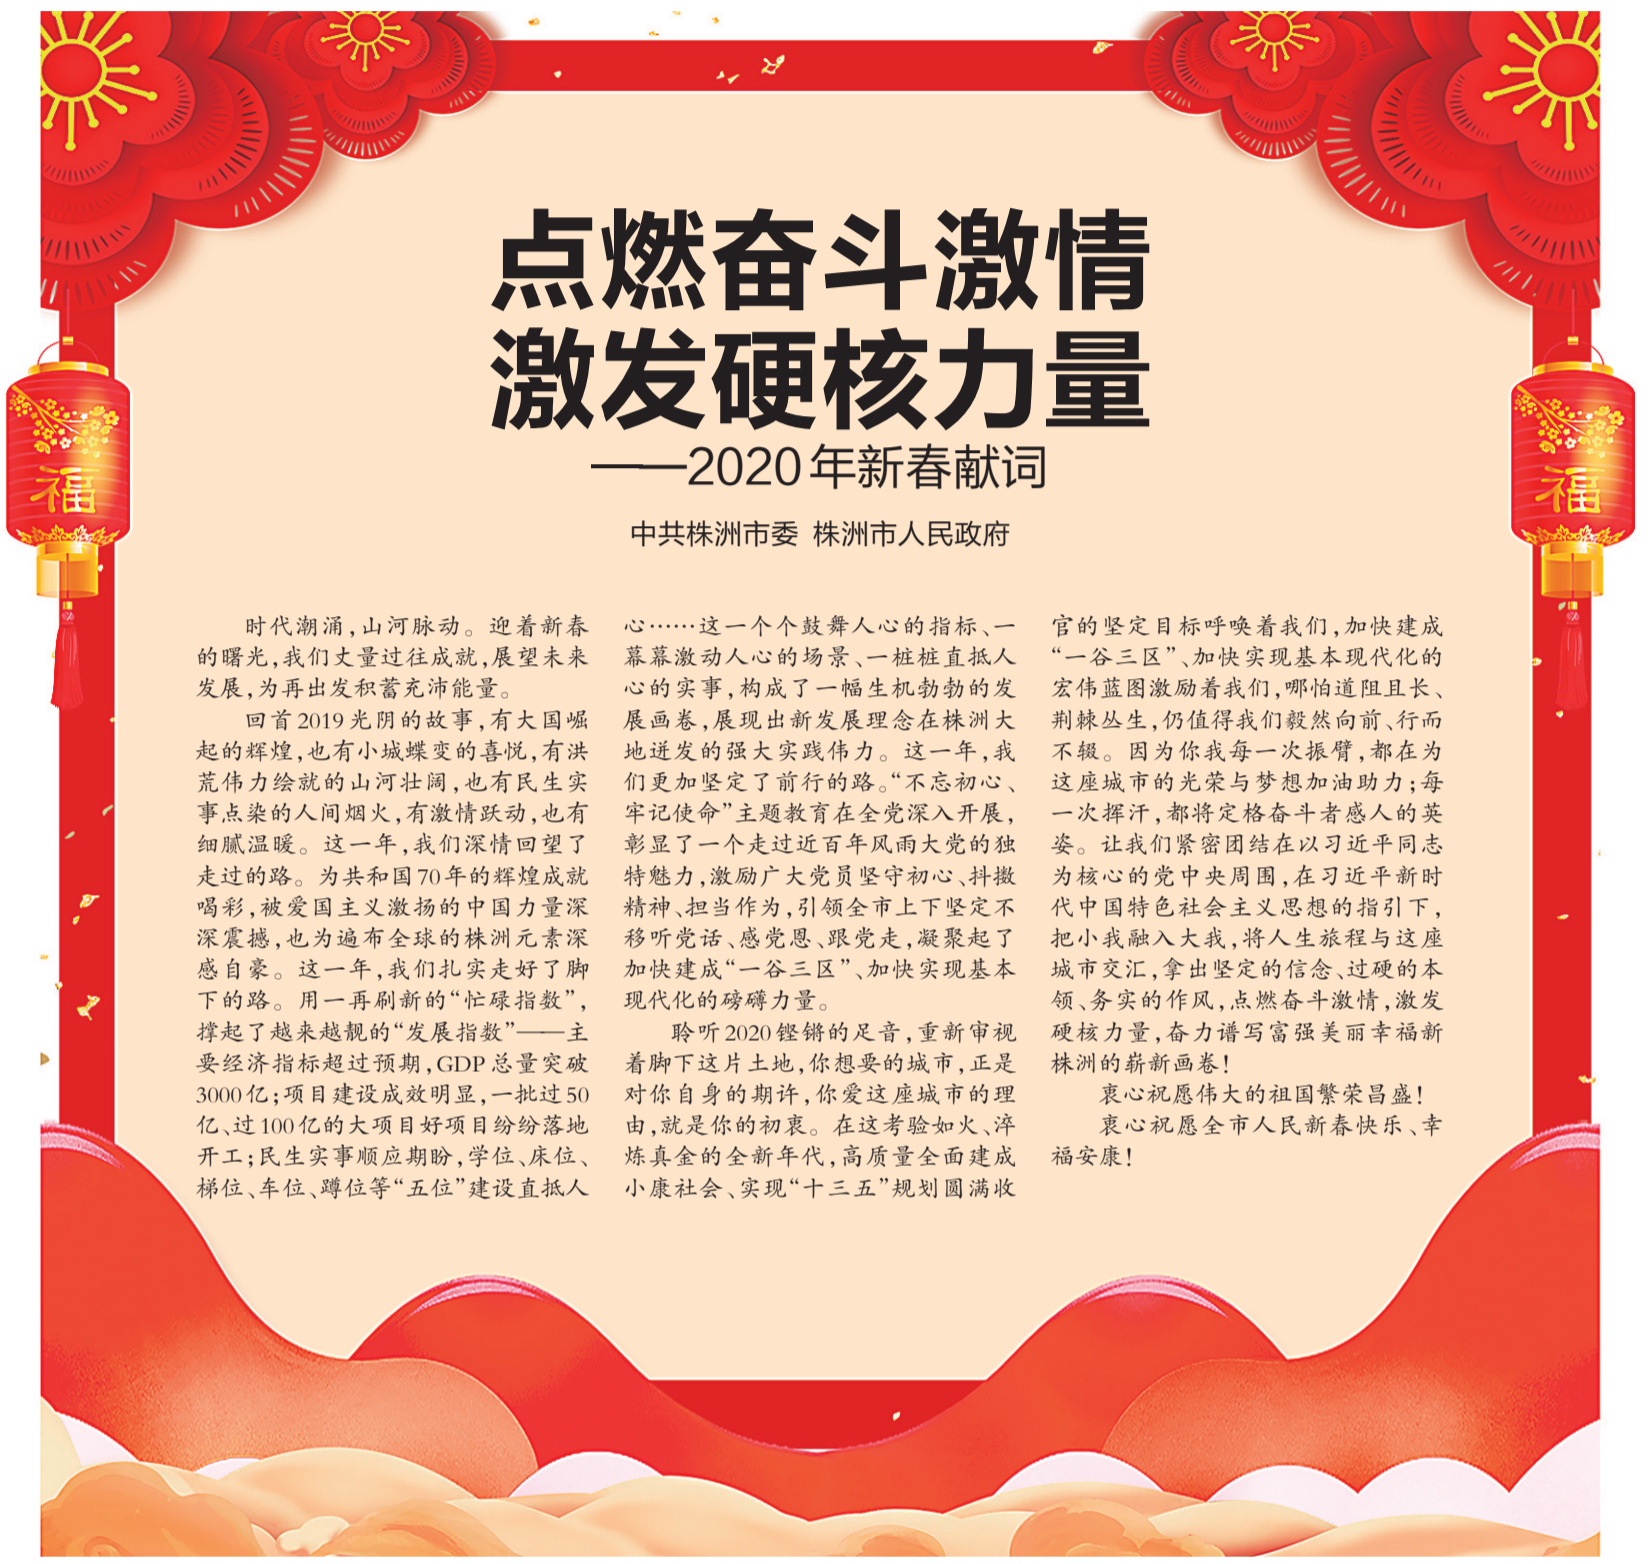 点燃奋斗激情
激发硬核力量
——2020年新春献词
中共株洲市委 株洲市人民政府
福
福
时代潮涌,山河脉动。迎着新春
的曙光,我们丈量过往成就,展望未来
发展,为再出发积蓄充沛能量。
回首2019光阴的故事,有大国崛
起的辉煌,也有小城蝶变的喜悦,有洪
荒伟力绘就的山河壮阔,也有民生实
事点染的人间烟火,有激情跃动,也有
细腻温暖。这一年,我们深情回望了
走过的路。为共和国70年的辉煌成就
喝彩,被爱国主义激扬的中国力量深
深震撼,也为遍布全球的株洲元素深
感自豪。这一年,我们扎实走好了脚
下的路。用一再刷新的“忙碌指数”,
撑起了越来越靓的“发展指数”——主
要经济指标超过预期,GDP总量突破
3000亿;项目建设成效明显,一批过50
亿、过100亿的大项目好项目纷纷落地
开工;民生实事顺应期盼,学位、床位、
梯位、车位、蹲位等“五位”建设直抵人
心……这一个个鼓舞人心的指标、一
幕幕激动人心的场景、一桩桩直抵人
心的实事,构成了一幅生机勃勃的发
展画卷,展现出新发展理念在株洲大
地迸发的强大实践伟力。这一年,我
们更加坚定了前行的路。“不忘初心、
牢记使命”主题教育在全党深入开展,
彰显了一个走过近百年风雨大党的独
特魅力,激励广大党员坚守初心、抖擞
精神、担当作为,引领全市上下坚定不
移听党话、感党恩、跟党走,凝聚起了
加快建成“一谷三区”、加快实现基本
现代化的磅礴力量。
聆听2020铿锵的足音,重新审视
着脚下这片土地,你想要的城市,正是
对你自身的期许,你爱这座城市的理
由,就是你的初衷。在这考验如火、淬
炼真金的全新年代,高质量全面建成
小康社会、实现“十三五”规划圆满收
官的坚定目标呼唤着我们,加快建成
“一谷三区”、加快实现基本现代化的
宏伟蓝图激励着我们,哪怕道阻且长、
荆棘丛生,仍值得我们毅然向前、行而
不辍。因为你我每一次振臂,都在为
这座城市的光荣与梦想加油助力;每
一次挥汗,都将定格奋斗者感人的英
姿。让我们紧密团结在以习近平同志
为核心的党中央周围,在习近平新时
代中国特色社会主义思想的指引下,
把小我融入大我,将人生旅程与这座
城市交汇,拿出坚定的信念、过硬的本
领、务实的作风,点燃奋斗激情,激发
硬核力量,奋力谱写富强美丽幸福新
株洲的崭新画卷!
衷心祝愿伟大的祖国繁荣昌盛!
衷心祝愿全市人民新春快乐、幸
福安康!